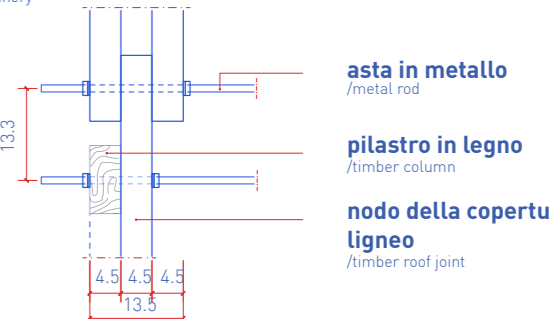 asta in metallo
/metal rod
13.3
pilastro in legno
/timber column
nodo della copertu
ligneo
/timber roof joint
4.5 4.5 4.5
13.5